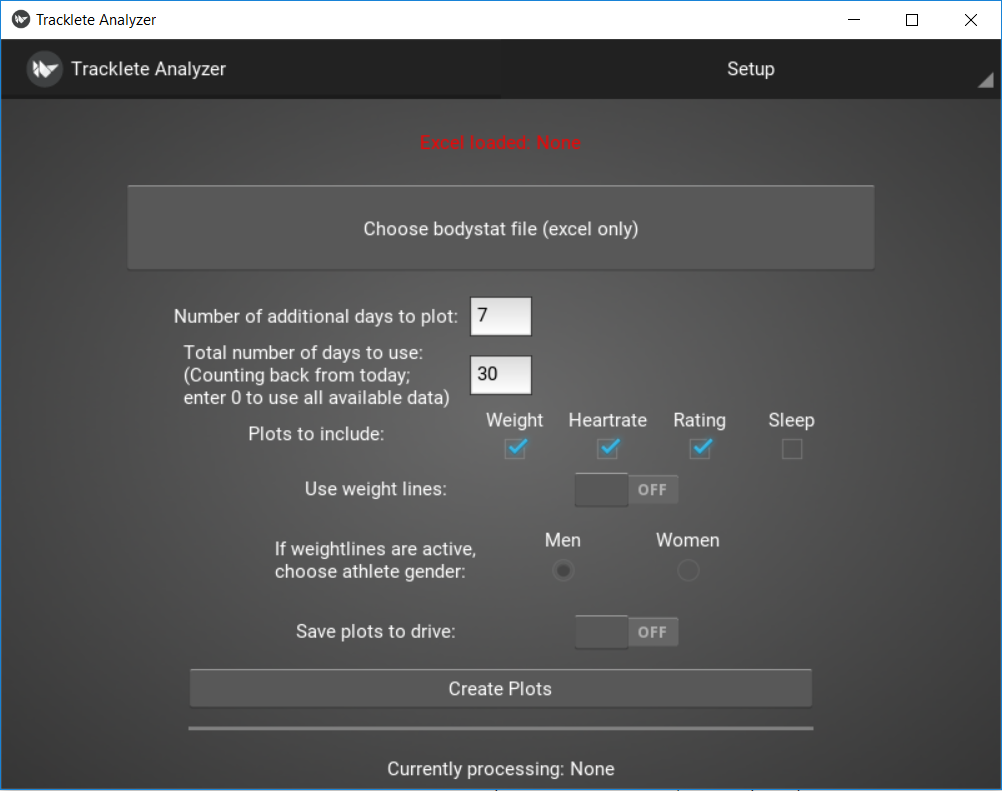 Tracklete Analyzer
Tracklete Analyzer
Setup
Excel loaded: None
Choose bodystat file (excel only)
Number of additional days to plot:
7
Total number of days to use:
(Counting back from today;
enter 0 to use all available data)
30
Plots to include:
Weight
Heartrate
Rating
Sleep
Use weight lines:
OFF
If weightlines are active,
choose athlete gender:
Men
Women
Save plots to drive:
OFF
Create Plots
Currently processing: None